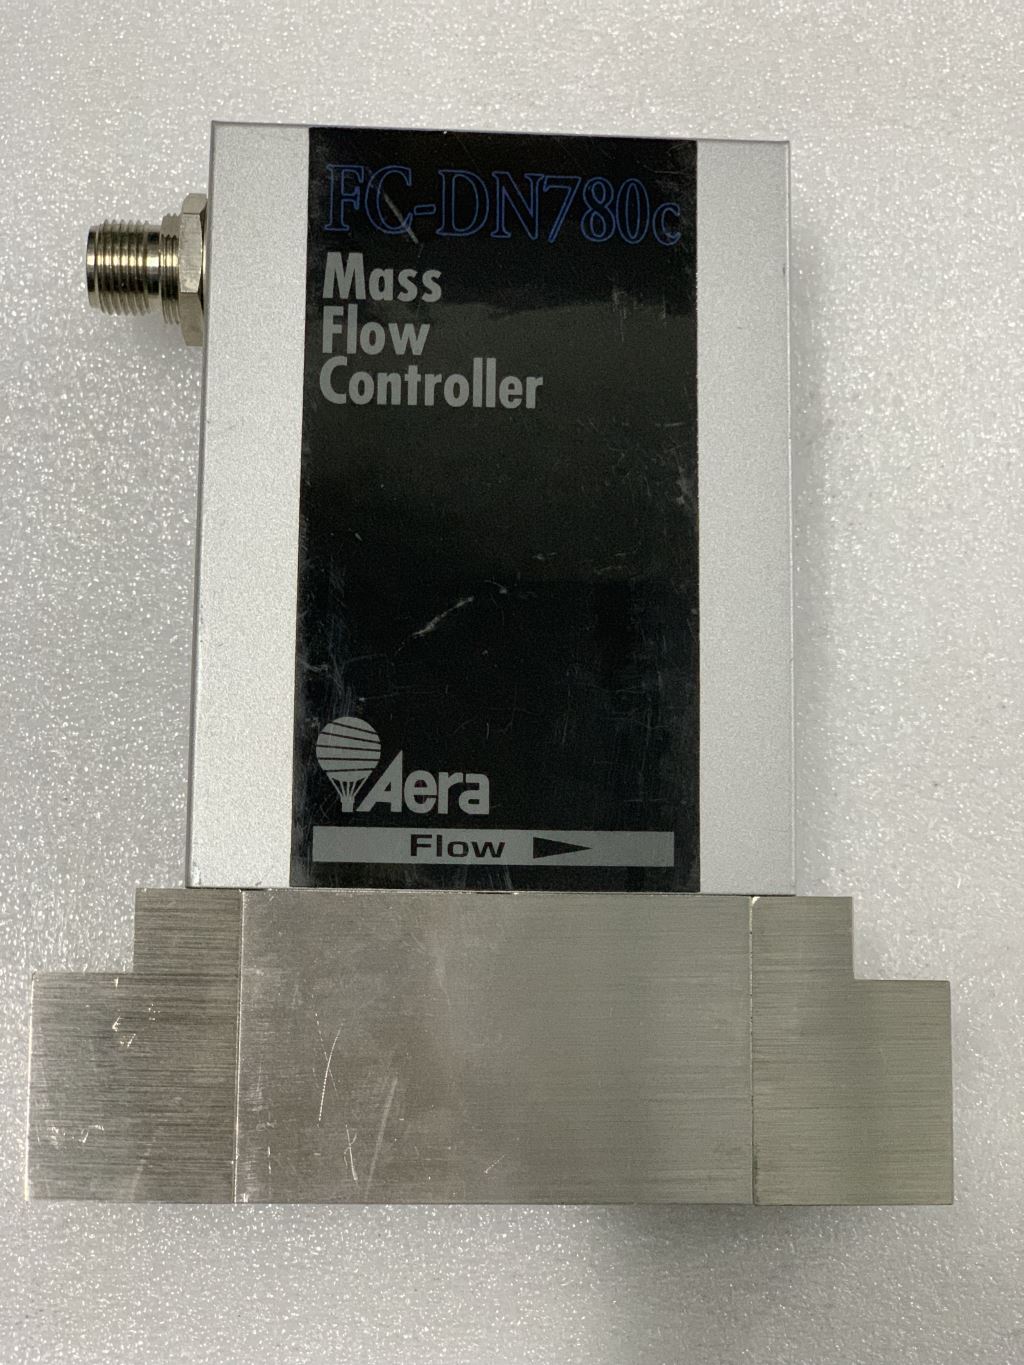 FC-DN780c
Mass
Flow
Controller
Aera
Flow